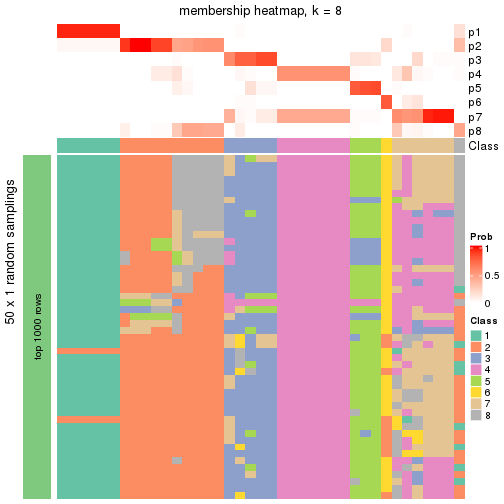 membership heatmap, k = 8
p1
p2
p3
p4
p5
p6
p7
p8
Class
50 x 1 random samplings
top 1000 rows
Prob
1
0.5
0
Class
1
2
3
4
5
6
7
8